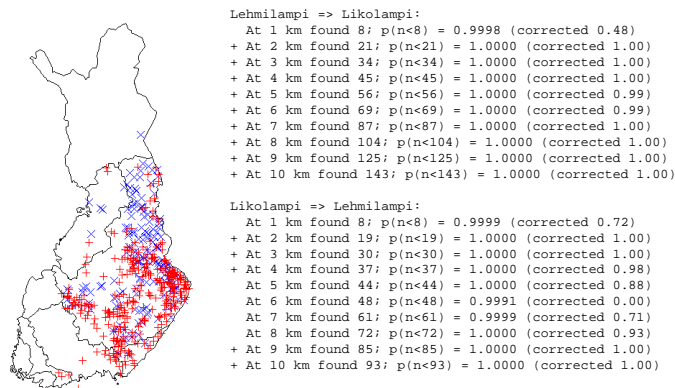 Lehmilampi => Likolampi:
At 1 km found 8; p(n<8) = 0.9998 (corrected 0.48)
+ At 2 km found 21; p(n<21) = 1.0000 (corrected 1.00)
+ At 3 km found 34; p(n<34) = 1.0000 (corrected 1.00)
+ At 4 km found 45; p(n<45) = 1.0000 (corrected 1.00)
+ At 5 km found 56; p(n<56) = 1.0000 (corrected 0.99)
+ At 6 km found 69; p(n<69) = 1.0000 (corrected 0.99)
+ At 7 km found 87; p(n<87) = 1.0000 (corrected 1.00)
+ At 8 km found 104; p(n<104) = 1.0000 (corrected 1.00)
+ At 9 km found 125; p(n<125) = 1.0000 (corrected 1.00)
+ At 10 km found 143; p(n<143) = 1.0000 (corrected 1.00)
Likolampi => Lehmilampi:
At 1 km found 8; p(n<8) = 0.9999 (corrected 0.72)
+ At 2 km found 19; p(n<19) = 1.0000 (corrected 1.00)
+ At 3 km found 30; p(n<30) = 1.0000 (corrected 1.00)
+ At 4 km found 37; p(n<37) = 1.0000 (corrected 0.98)
At 5 km found 44; p(n<44) = 1.0000 (corrected 0.88)
At 6 km found 48; p(n<48) = 0.9991 (corrected 0.00)
At 7 km found 61; p(n<61) = 0.9999 (corrected 0.71)
At 8 km found 72; p(n<72) = 1.0000 (corrected 0.93)
+ At 9 km found 85; p(n<85) = 1.0000 (corrected 1.00)
+ At 10 km found 93; p(n<93) = 1.0000 (corrected 1.00)